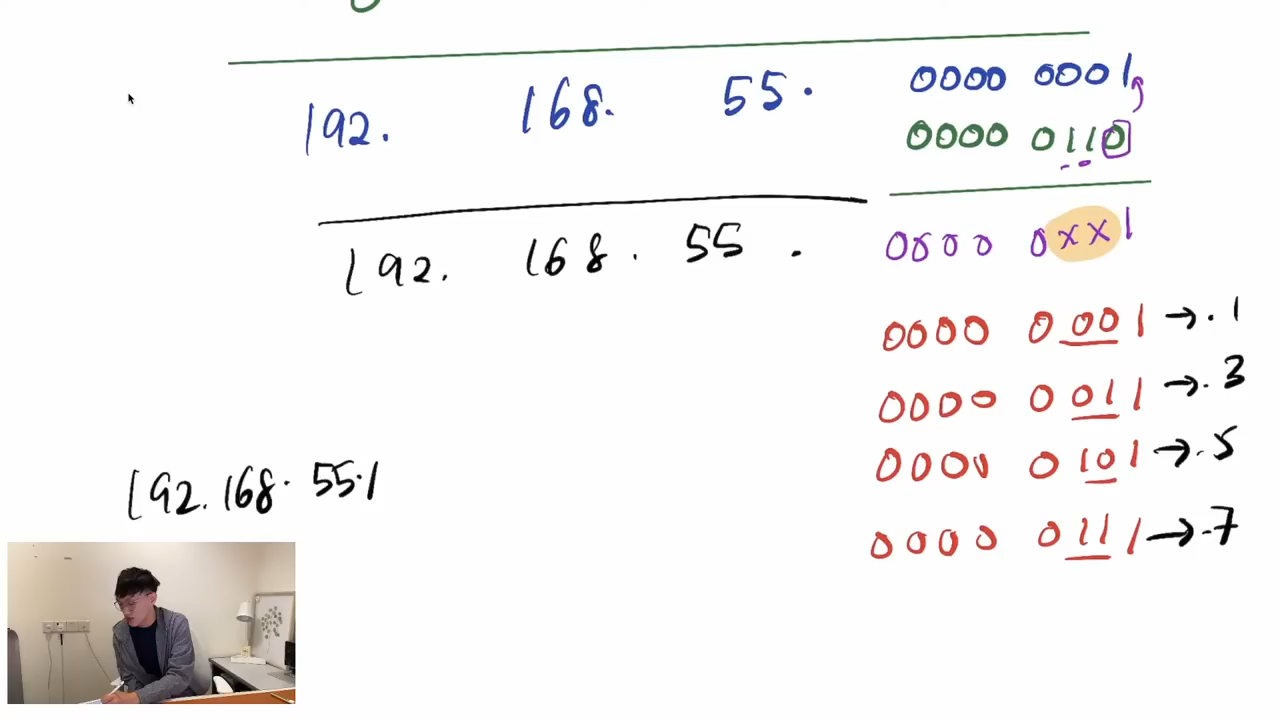 192. 168. 55. 0000 0001
0000 0110
192. 168. 55 . 0000 0xx1
0000 0001 → .1
0000 0011 → .3
0000 0101 → .5
0000 0111 → .7
192.168.55.1